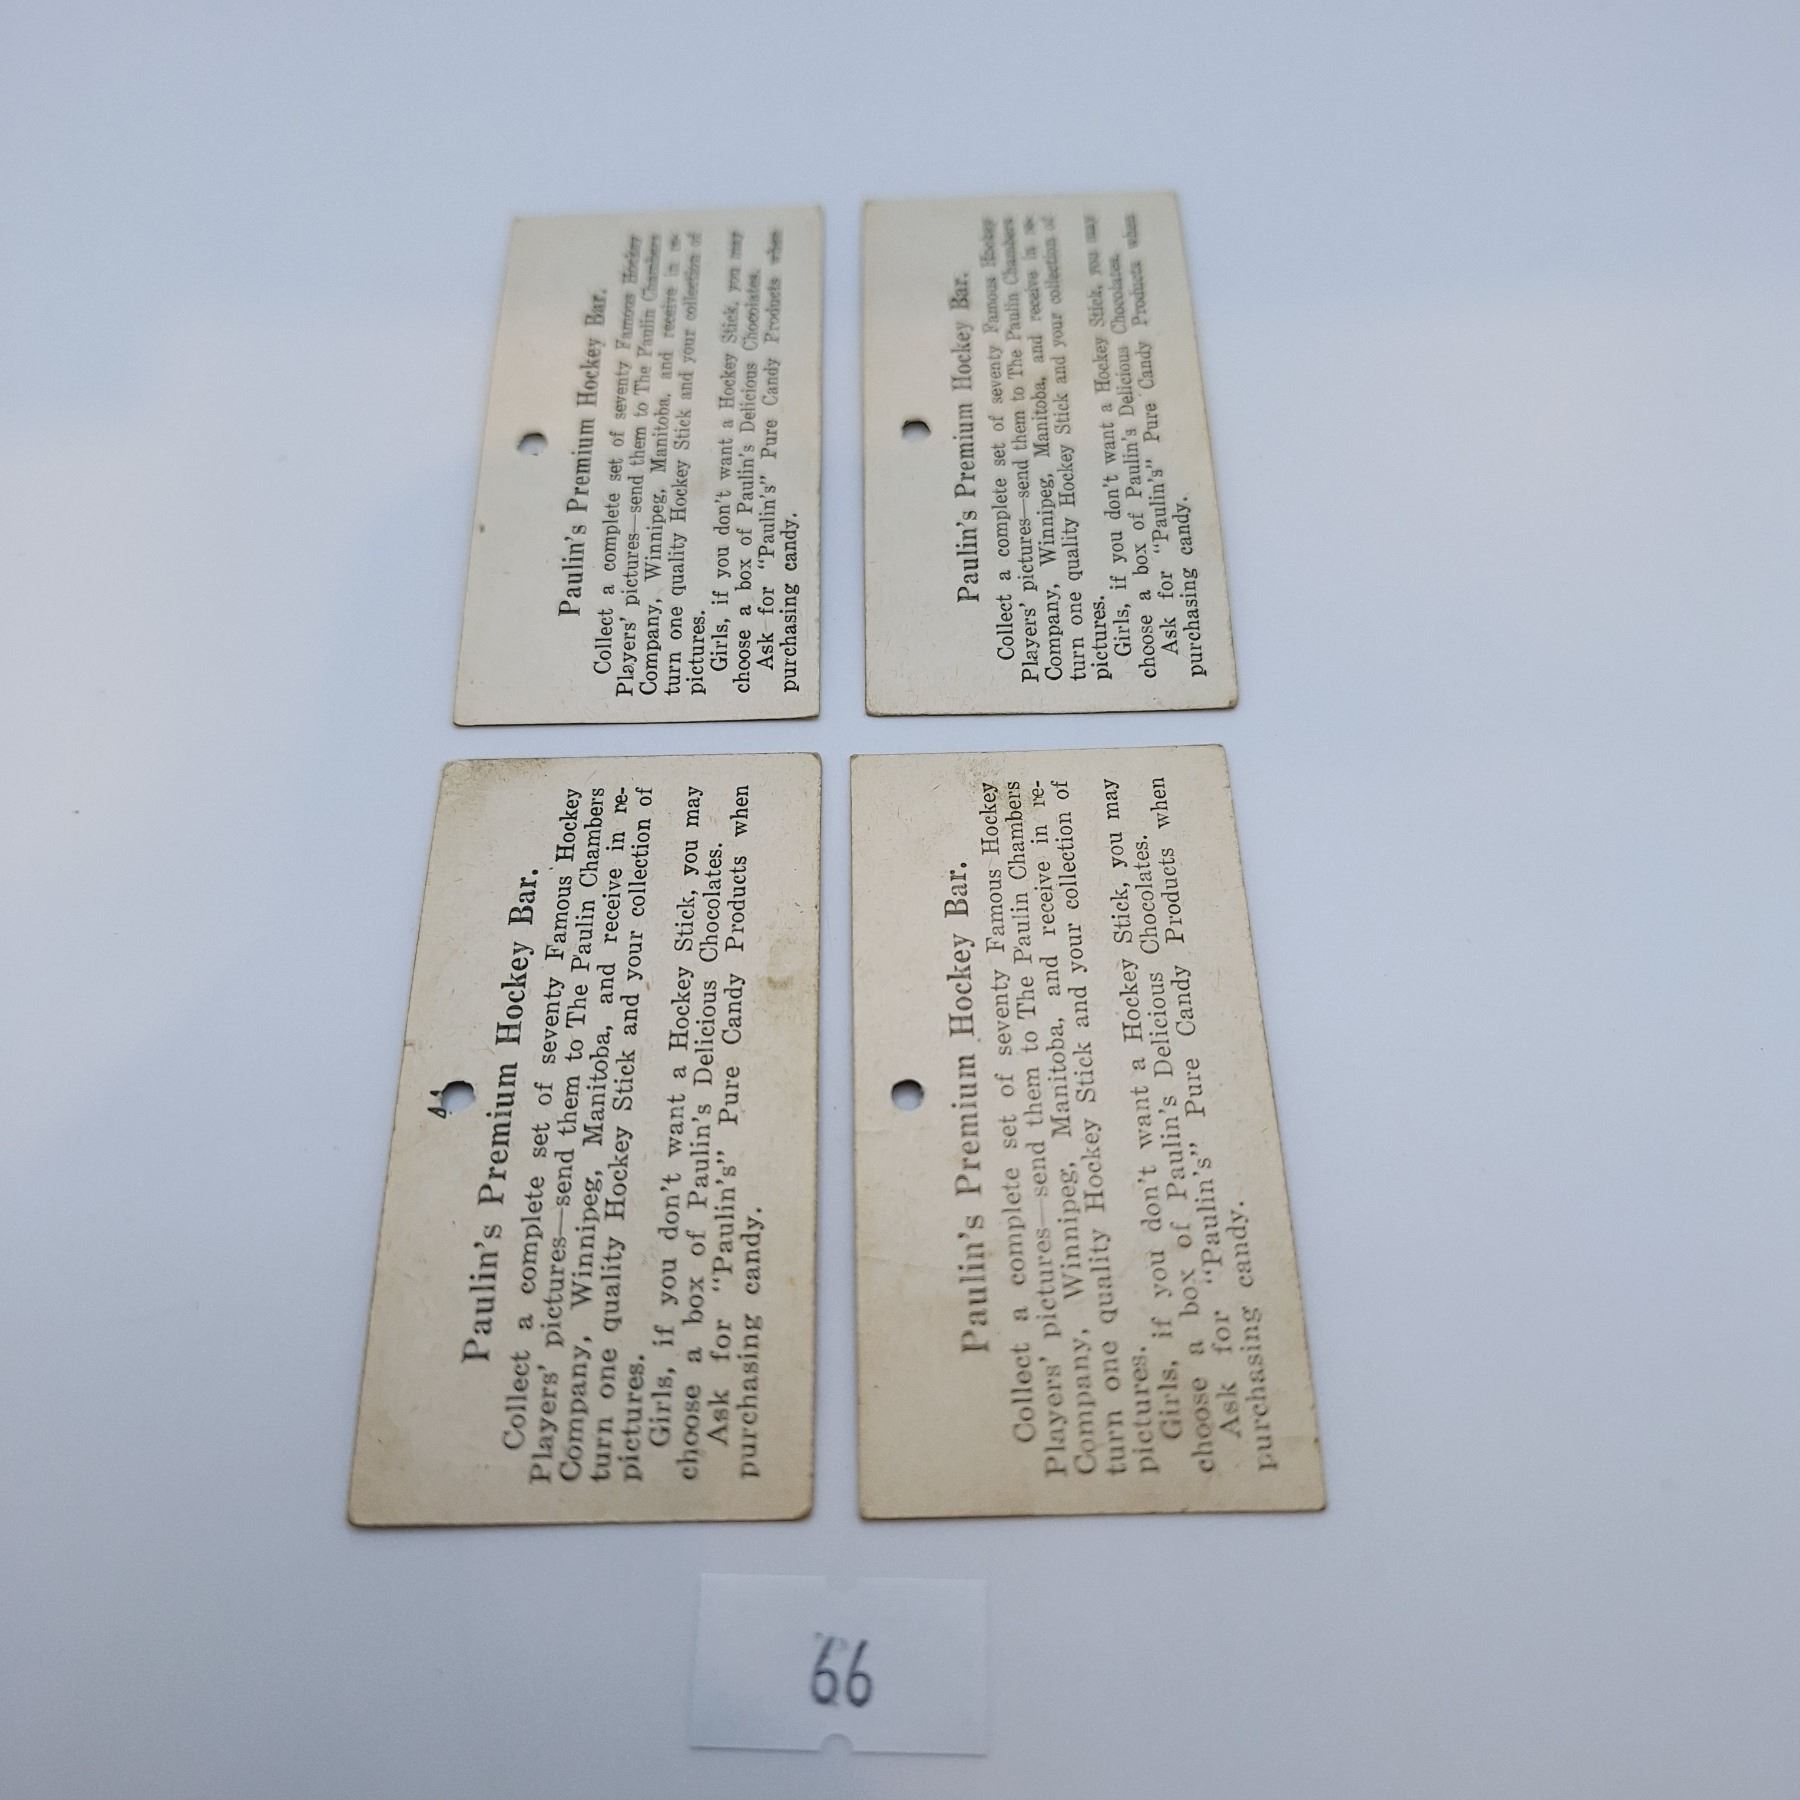 Paulin's Premium Hockey Bar.
Collect a complete set of seventy Famous Hockey
Players' pictures—send them to The Paulin Chambers
Company, Winnipeg, Manitoba, and receive in re-
turn one quality Hockey Stick and your collection of
pictures.
Girls, if you don't want a Hockey Stick, you may
choose a box of Paulin's Delicious Chocolates.
Ask for "Paulin's" Pure Candy Products when
purchasing candy.
Paulin's Premium Hockey Bar.
Collect a complete set of seventy Famous Hockey
Players' pictures—send them to The Paulin Chambers
Company, Winnipeg, Manitoba, and receive in re-
turn one quality Hockey Stick and your collection of
pictures.
Girls, if you don't want a Hockey Stick, you may
choose a box of Paulin's Delicious Chocolates.
Ask for "Paulin's" Pure Candy Products when
purchasing candy.
Paulin's Premium Hockey Bar.
Collect a complete set of seventy Famous Hockey
Players' pictures—send them to The Paulin Chambers
Company, Winnipeg, Manitoba, and receive in re-
turn one quality Hockey Stick and your collection of
pictures.
Girls, if you don't want a Hockey Stick, you may
choose a box of Paulin's Delicious Chocolates.
Ask for "Paulin's" Pure Candy Products when
purchasing candy.
Paulin's Premium Hockey Bar.
Collect a complete set of seventy Famous Hockey
Players' pictures—send them to The Paulin Chambers
Company, Winnipeg, Manitoba, and receive in re-
turn one quality Hockey Stick and your collection of
pictures.
Girls, if you don't want a Hockey Stick, you may
choose a box of Paulin's Delicious Chocolates.
Ask for "Paulin's" Pure Candy Products when
purchasing candy.
66